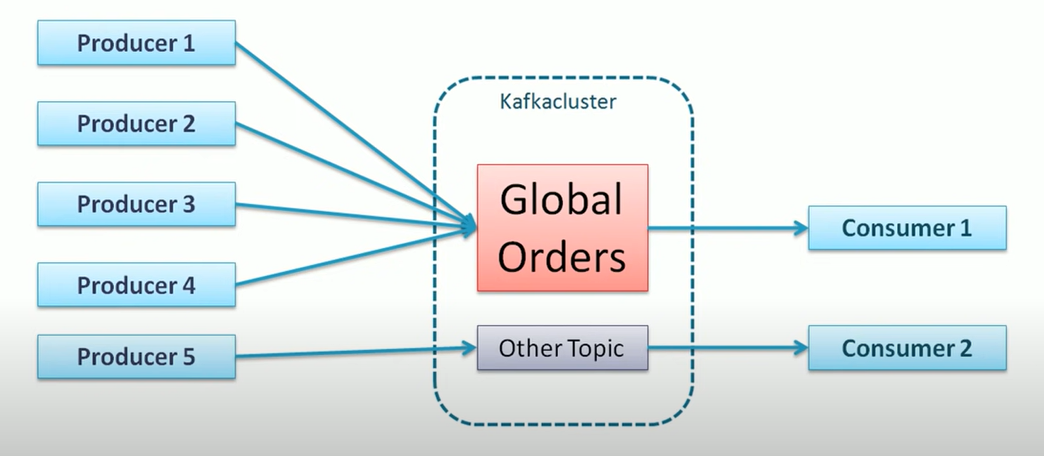 Producer 1
Producer 2
Producer 3
Producer 4
Producer 5
Kafkacluster
Global
Orders
Other Topic
Consumer 1
Consumer 2